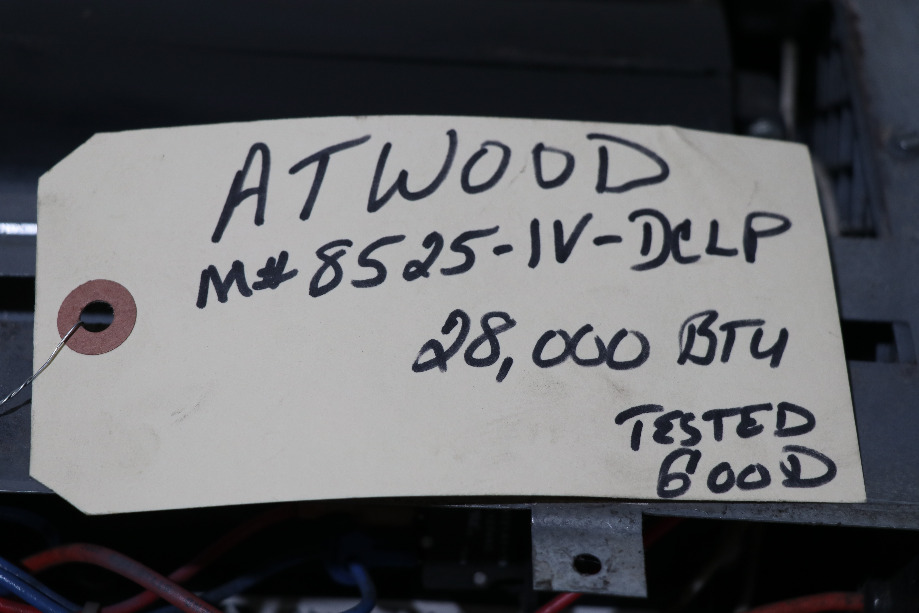 ATWOOD
M# 8525-IV-DCLP
28,000 BTU
TESTED
GOOD